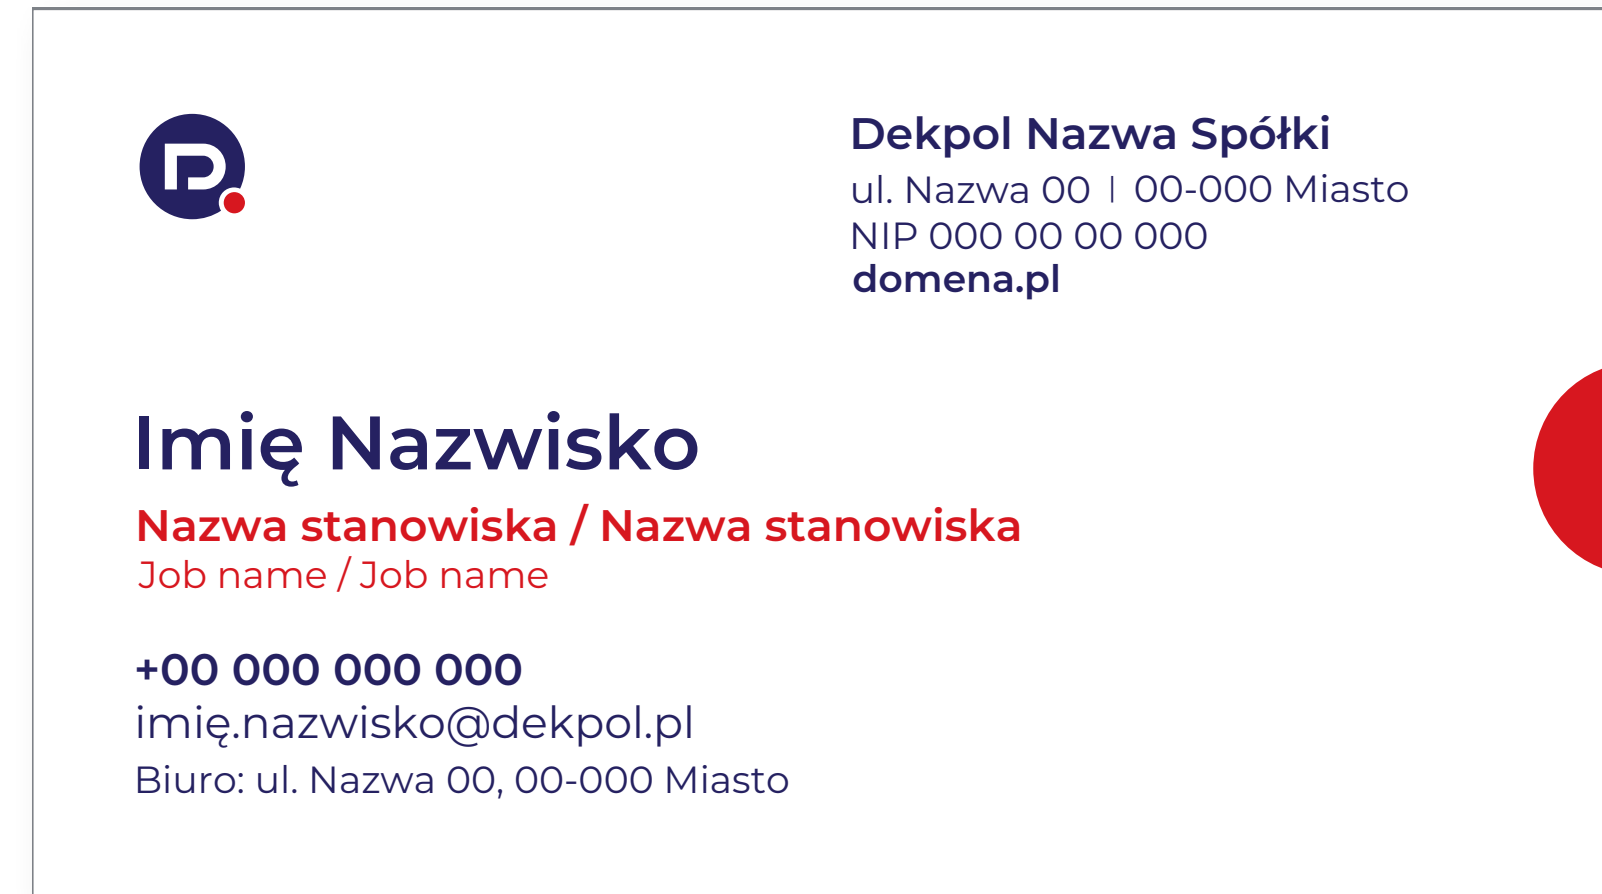 Dekpol Nazwa Spółki
ul. Nazwa 00 | 00-000 Miasto
NIP 000 00 00 000
domena.pl
Imię Nazwisko
Nazwa stanowiska / Nazwa stanowiska
Job name / Job name
+00 000 000 000
imię.nazwisko@dekpol.pl
Biuro: ul. Nazwa 00, 00-000 Miasto